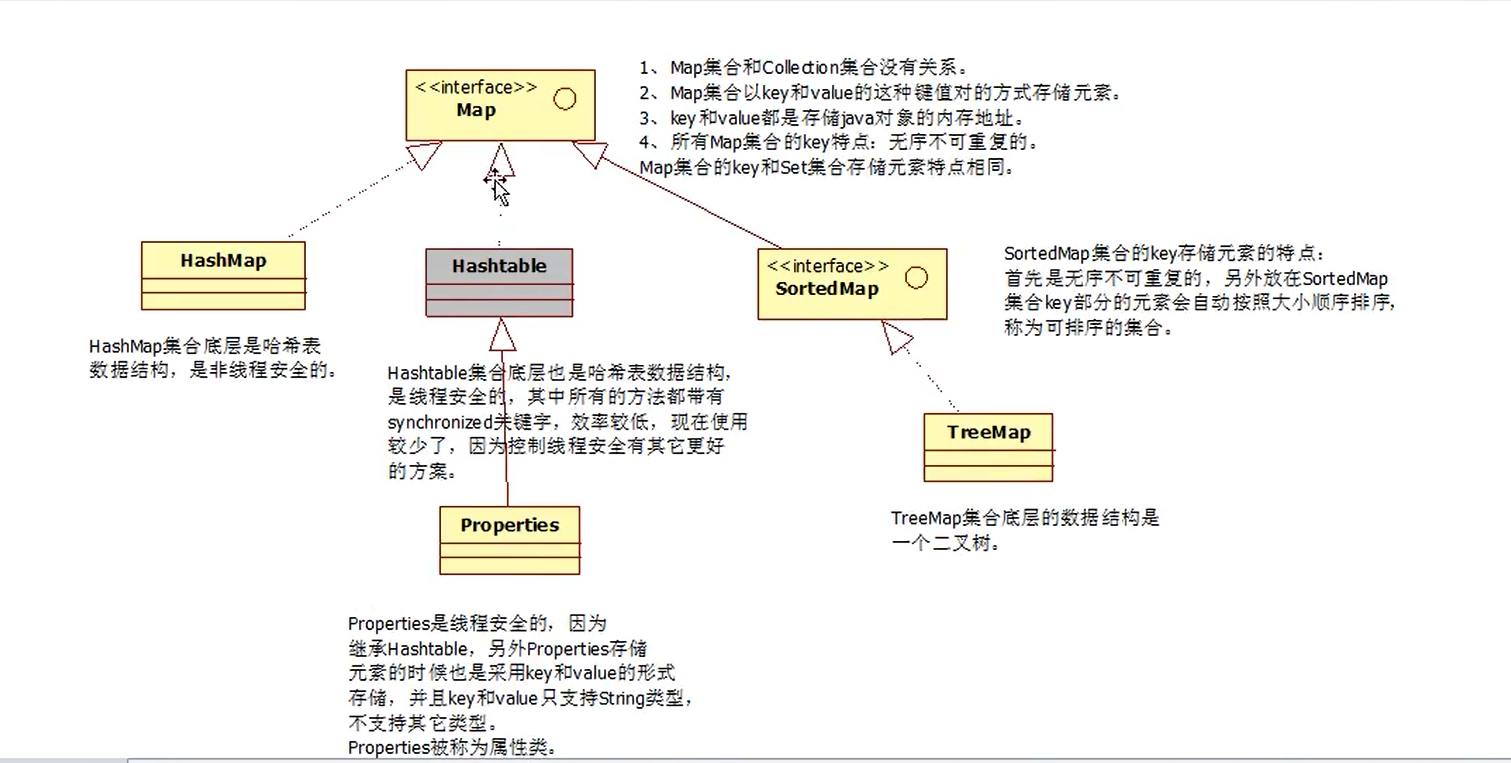 <<interface>>
Map
1、Map集合和Collection集合没有关系。
2、Map集合以key和value的这种键值对的方式存储元素。
3、key和value都是存储java对象的内存地址。
4、所有Map集合的key特点：无序不可重复的。
Map集合的key和Set集合存储元素特点相同。
HashMap
HashMap集合底层是哈希表
数据结构，是非线程安全的。
Hashtable
Hashtable集合底层也是哈希表数据结构，
是线程安全的，其中所有的方法都带有
synchronized关键字，效率较低，现在使用
较少了，因为控制线程安全有其它更好
的方案。
<<interface>>
SortedMap
SortedMap集合的key存储元素的特点：
首先是无序不可重复的，另外放在SortedMap
集合key部分的元素会自动按照大小顺序排序，
称为可排序的集合。
TreeMap
TreeMap集合底层的数据结构是
一个二叉树。
Properties
Properties是线程安全的，因为
继承Hashtable，另外Properties存储
元素的时候也是采用key和value的形式
存储，并且key和value只支持String类型，
不支持其它类型。
Properties被称为属性类。